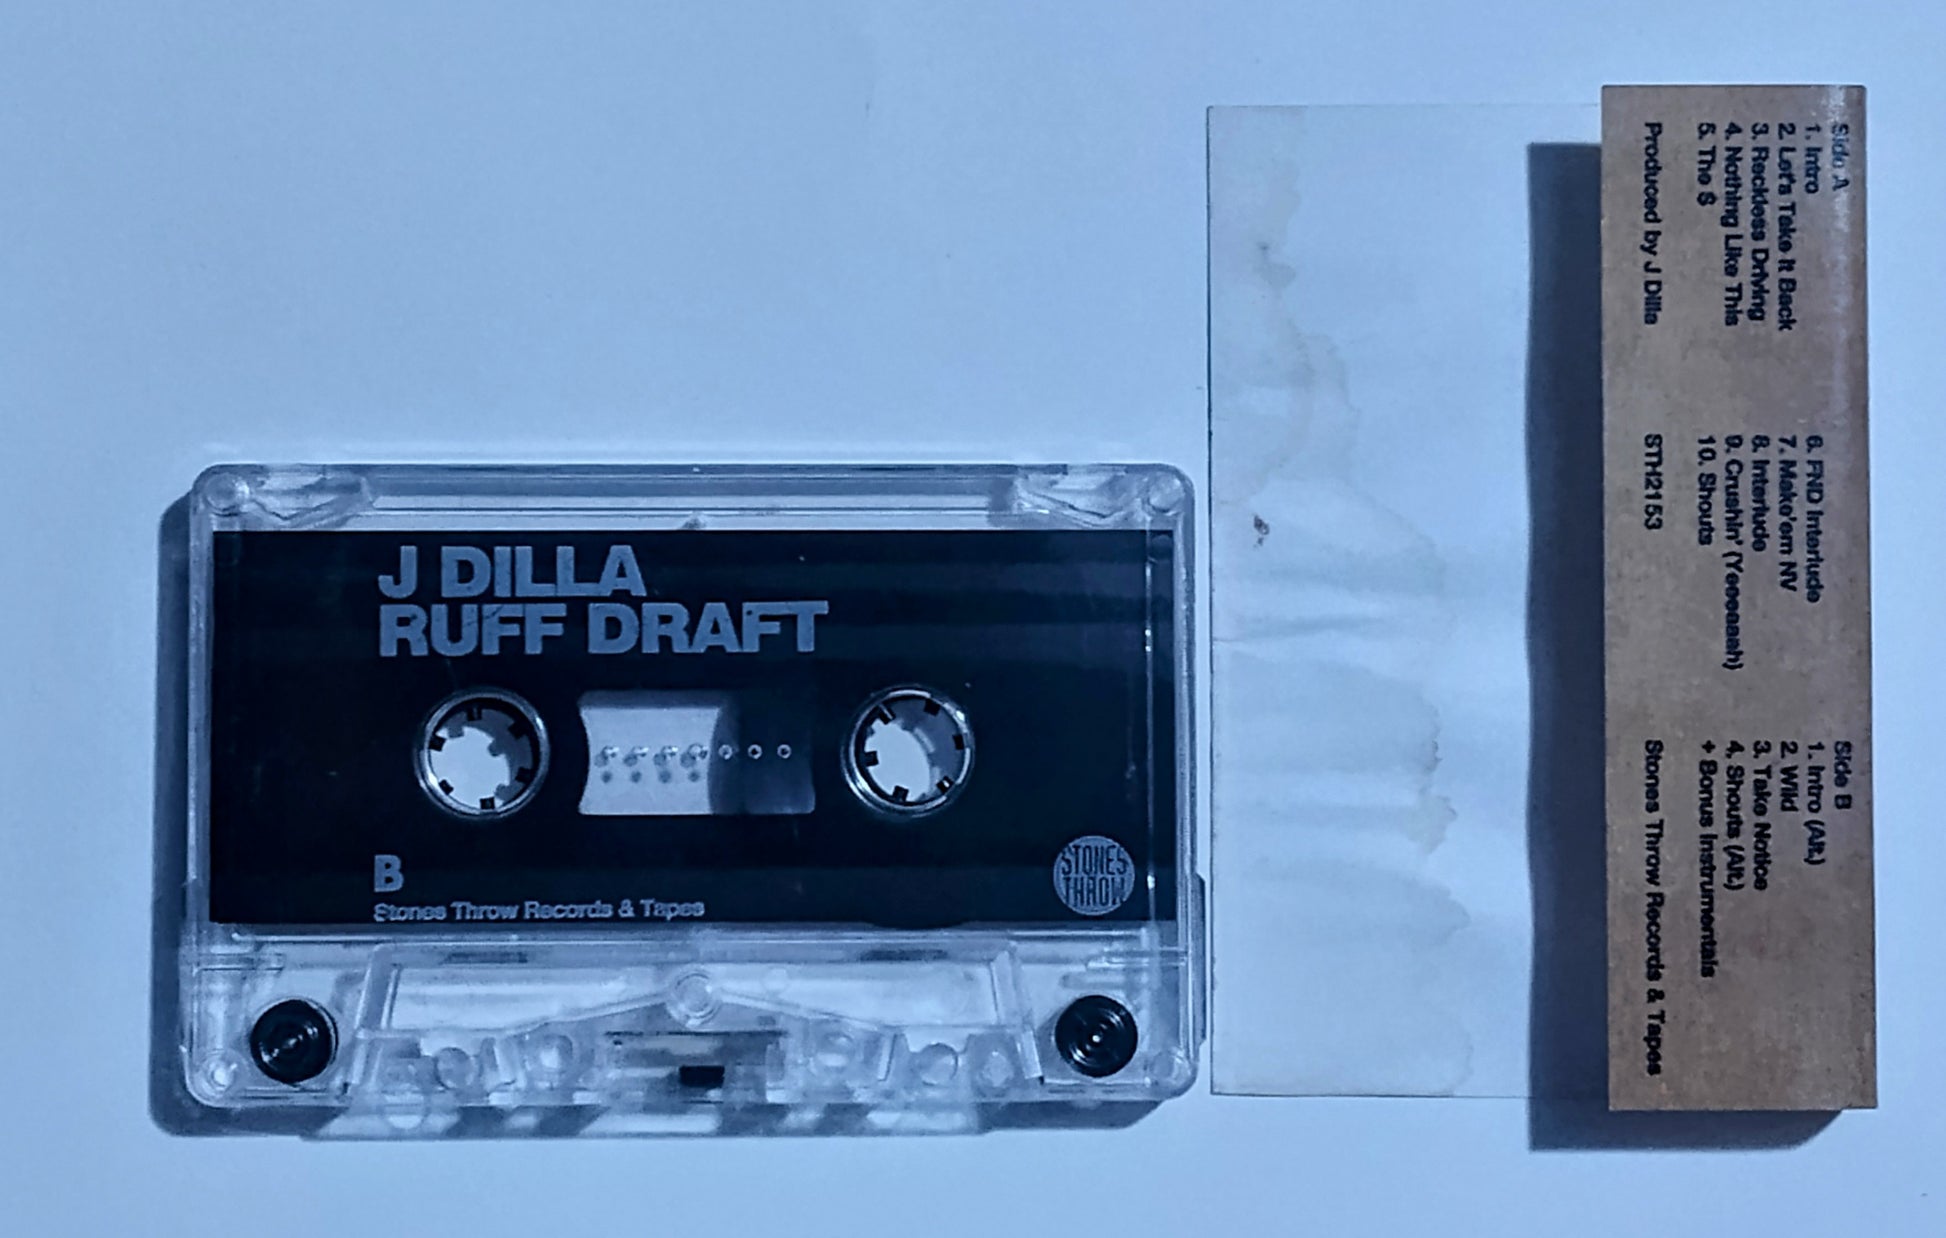 J DILLA
RUFF DRAFT
B
Stones Throw Records & Tapes
STONES
THROW
Side A
1. Intro
2. Let's Take It Back
3. Reckless Driving
4. Nothing Like This
5. The $
Produced by J Dilla
6. FND Interlude
7. Make'em NV
8. Interlude
9. Crushin' (Yeeeaah)
10. Shouts
STH2153
Side B
1. Intro (Alt.)
2. Wild
3. Take Notice
4. Shouts (Alt.)
+ Bonus Instrumentals
Stones Throw Records & Tapes